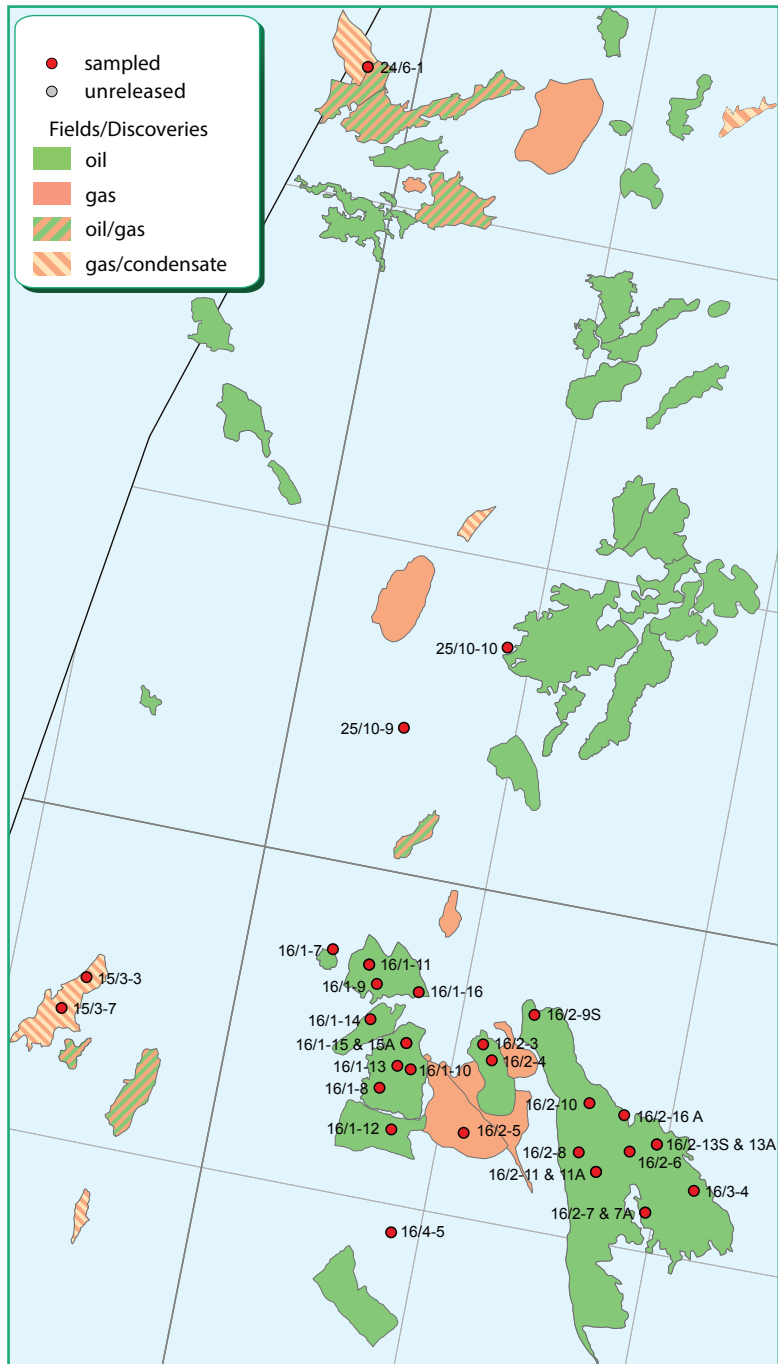 sampled
unreleased
Fields/Discoveries
oil
gas
oil/gas
gas/condensate
24/6-1
25/10-10
25/10-9
16/1-7
16/1-11
15/3-3
16/1-9
16/1-16
15/3-7
16/2-9S
16/1-14
16/1-15 & 15A
16/2-3
16/2-4
16/1-13
16/1-10
16/1-8
16/2-10
16/2-16 A
16/1-12
16/2-5
16/2-13S & 13A
16/2-8
16/2-6
16/2-11 & 11A
16/3-4
16/2-7 & 7A
16/4-5